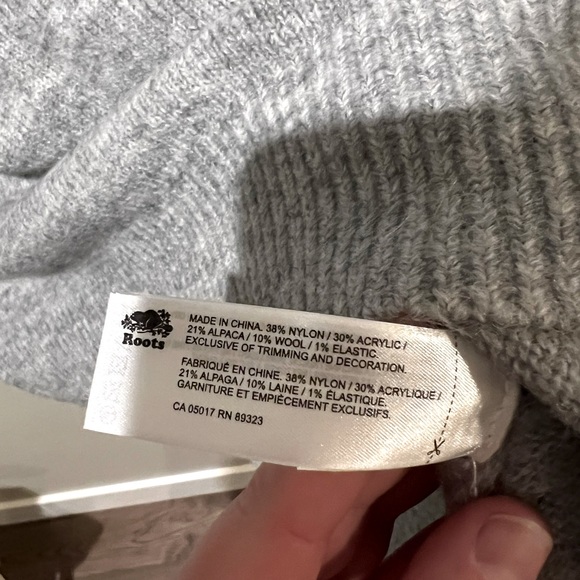 Roots
MADE IN CHINA. 38% NYLON / 30% ACRYLIC /
21% ALPACA / 10% WOOL / 1% ELASTIC.
EXCLUSIVE OF TRIMMING AND DECORATION.
FABRIQUÉ EN CHINE. 38% NYLON / 30% ACRYLIQUE /
21% ALPAGA / 10% LAINE / 1% ÉLASTIQUE.
GARNITURE ET EMPIÈCEMENT EXCLUSIFS.
CA 05017 RN 89323